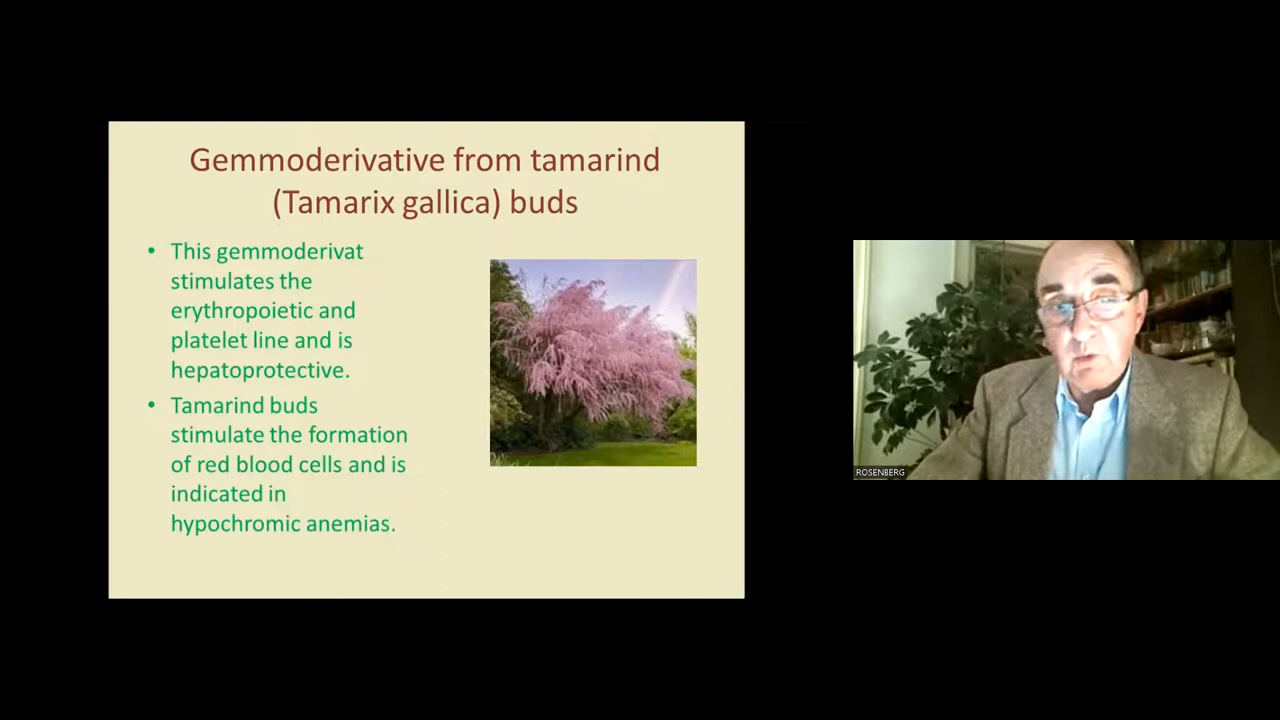 Gemmoderivative from tamarind
(Tamarix gallica) buds
• This gemmoderivat
stimulates the
erythropoietic and
platelet line and is
hepatoprotective.
• Tamarind buds
stimulate the formation
of red blood cells and is
indicated in
hypochromic anemias.
ROSENBERG